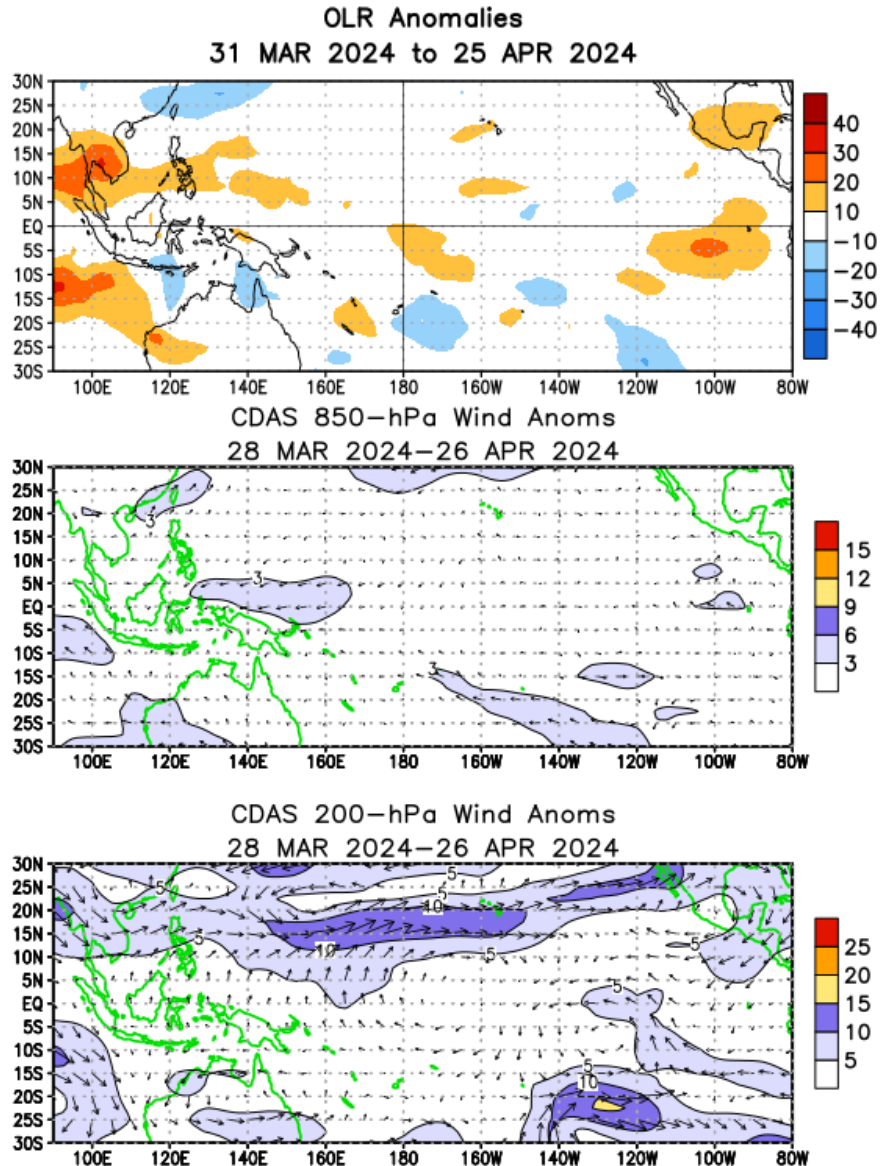 OLR Anomalies
31 MAR 2024 to 25 APR 2024
30N
25N
20N
15N
10N
5N
EQ
5S
10S
15S
20S
25S
30S
100E 120E 140E 160E 180 160W 140W 120W 100W 80W
40
30
20
10
-10
-20
-30
-40
CDAS 850-hPa Wind Anoms
28 MAR 2024-26 APR 2024
30N
25N
20N
15N
10N
5N
EQ
5S
10S
15S
20S
25S
30S
3
3
3
100E 120E 140E 160E 180 160W 140W 120W 100W 80W
15
12
9
6
3
CDAS 200-hPa Wind Anoms
28 MAR 2024-26 APR 2024
30N
25N
20N
15N
10N
5N
EQ
5S
10S
15S
20S
25S
30S
5
5
5
10
5
10
5
5
5
5
10
100E 120E 140E 160E 180 160W 140W 120W 100W 80W
25
20
15
10
5